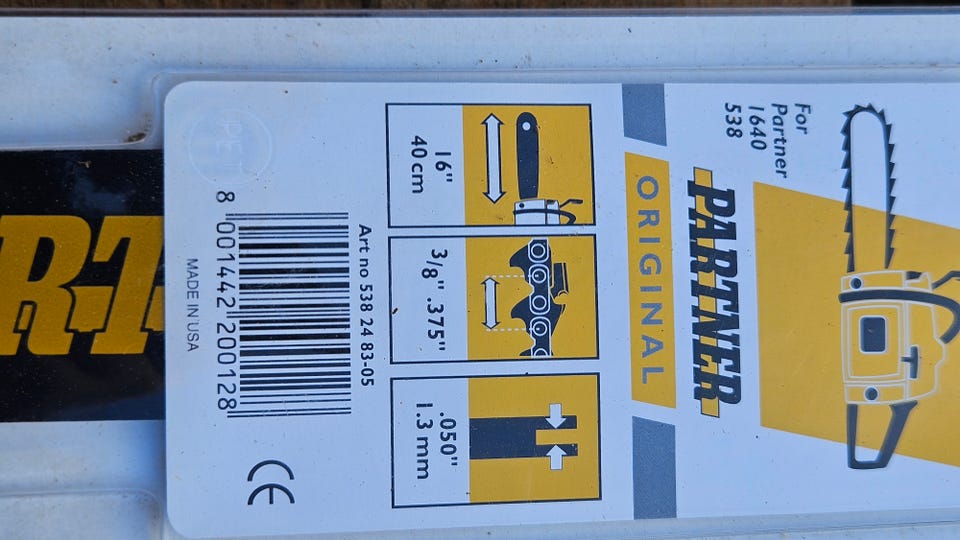 For
Partner
1640
538
PARTNER
ORIGINAL
16"
40 cm
3/8" .375"
.050"
1.3 mm
Art no 538 24 83-05
8 001442 200128
MADE IN USA
CE
PET
RT